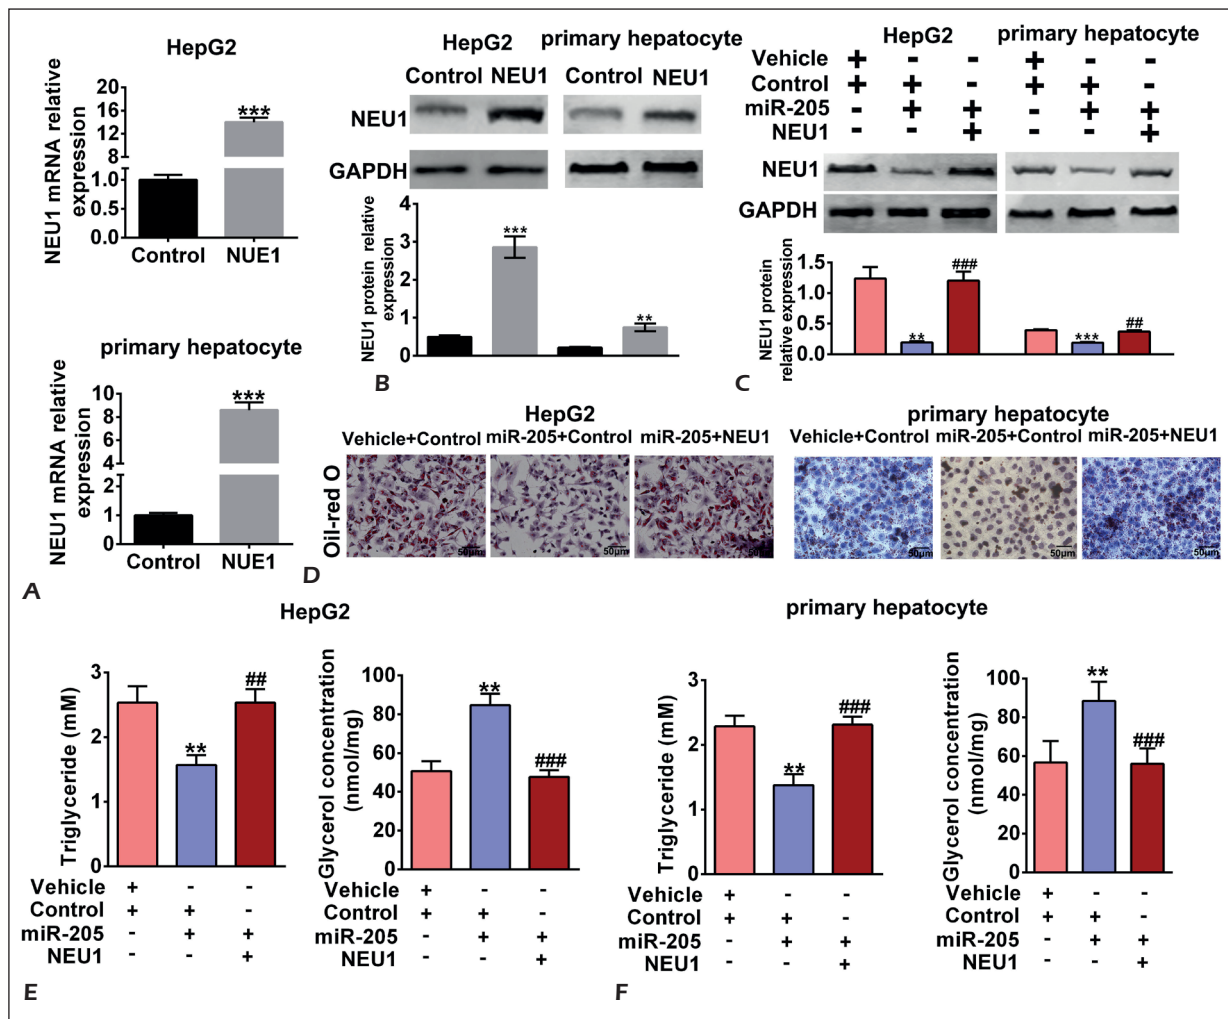 HepG2
NEU1 mRNA relative
expression
20
16
12
8
1.0
0.5
0.0
***
Control NUE1
primary hepatocyte
NEU1 mRNA relative
expression
10
8
6
4
2
1
0
***
Control NUE1
A
HepG2 primary hepatocyte
Control NEU1 Control NEU1
NEU1
GAPDH
NEU1 protein relative
expression
4
3
2
1
0
***
**
B
HepG2 primary hepatocyte
Vehicle + - - + - -
Control + + - + + -
miR-205 - + + - + +
NEU1 - - + - - +
NEU1
GAPDH
NEU1 protein
relative expression
1.5
1.0
0.5
0.0
** ### *** ##
C
HepG2 primary hepatocyte
Vehicle+Control miR-205+Control miR-205+NEU1 Vehicle+Control miR-205+Control miR-205+NEU1
Oil-red O
50μm 50μm 50μm 50μm 50μm 50μm
D
HepG2
Triglyceride (mM)
3
2
1
0
** ##
Vehicle + - -
Control + + -
miR-205 - + +
NEU1 - - +
Glycerol concentration
(nmol/mg)
100
80
60
40
20
0
** ###
Vehicle + - -
Control + + -
miR-205 - + +
NEU1 - - +
E
primary hepatocyte
Triglyceride (mM)
3
2
1
0
** ###
Vehicle + - -
Control + + -
miR-205 - + +
NEU1 - - +
Glycerol concentration
(nmol/mg)
100
80
60
40
20
0
** ###
Vehicle + - -
Control + + -
miR-205 - + +
NEU1 - - +
F